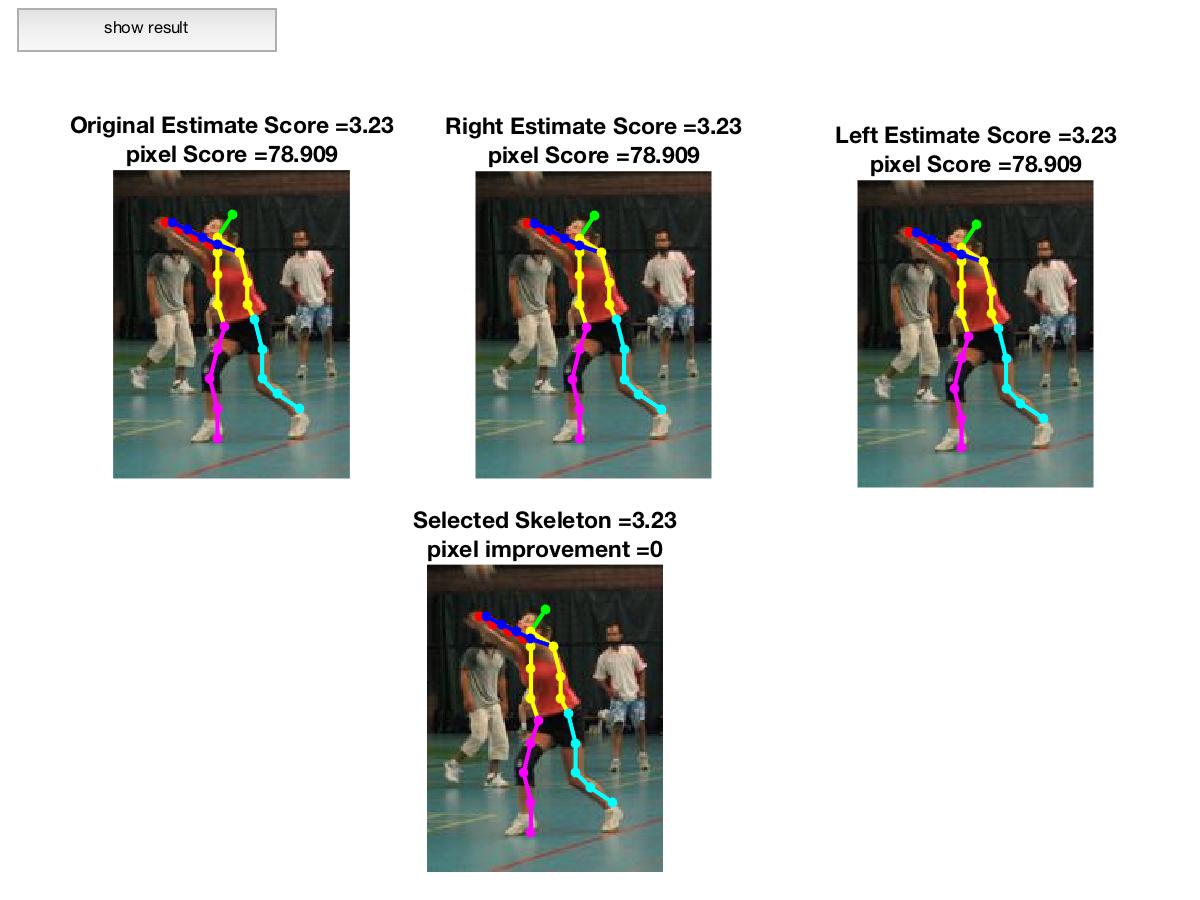 show result
Original Estimate Score =3.23
pixel Score =78.909
Right Estimate Score =3.23
pixel Score =78.909
Left Estimate Score =3.23
pixel Score =78.909
Selected Skeleton =3.23
pixel improvement =0